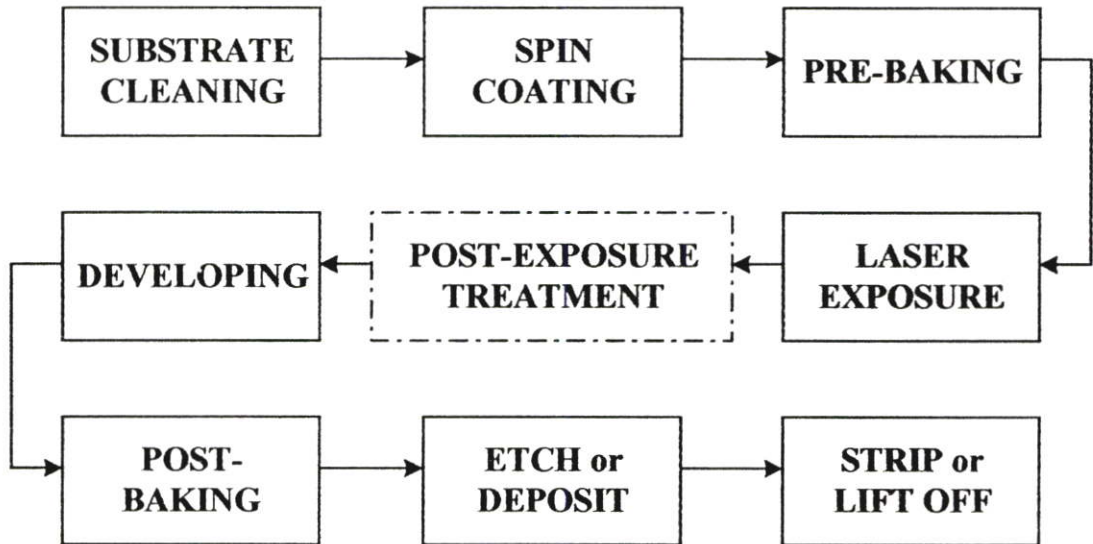 SUBSTRATE
CLEANING
SPIN
COATING
PRE-BAKING
LASER
EXPOSURE
POST-EXPOSURE
TREATMENT
DEVELOPING
POST-
BAKING
ETCH or
DEPOSIT
STRIP or
LIFT OFF